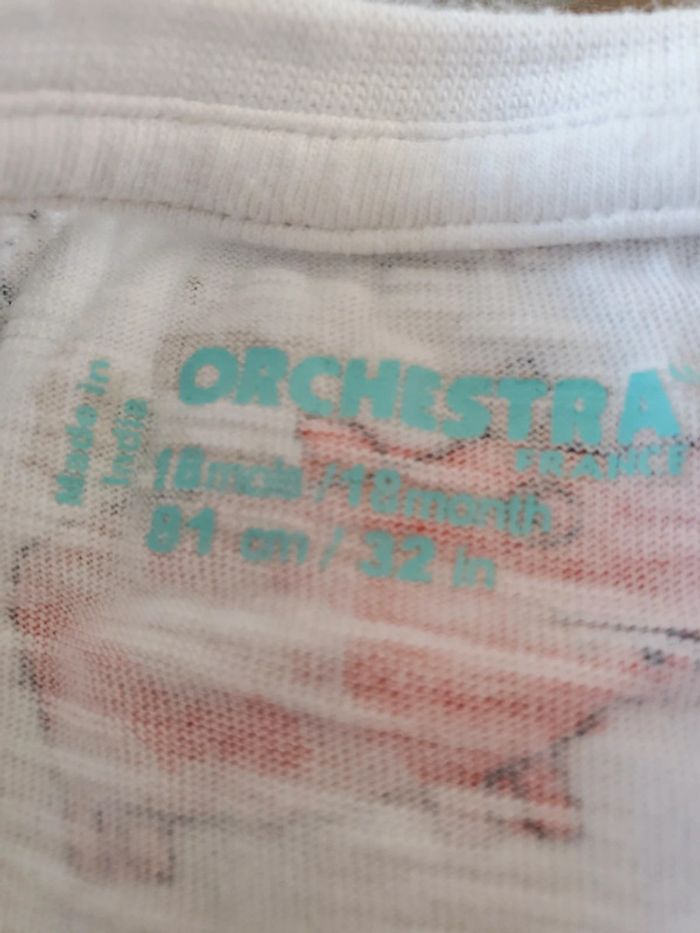 Made in
India
ORCHESTRA
FRANCE
18mois / 18month
81 cm / 32 in